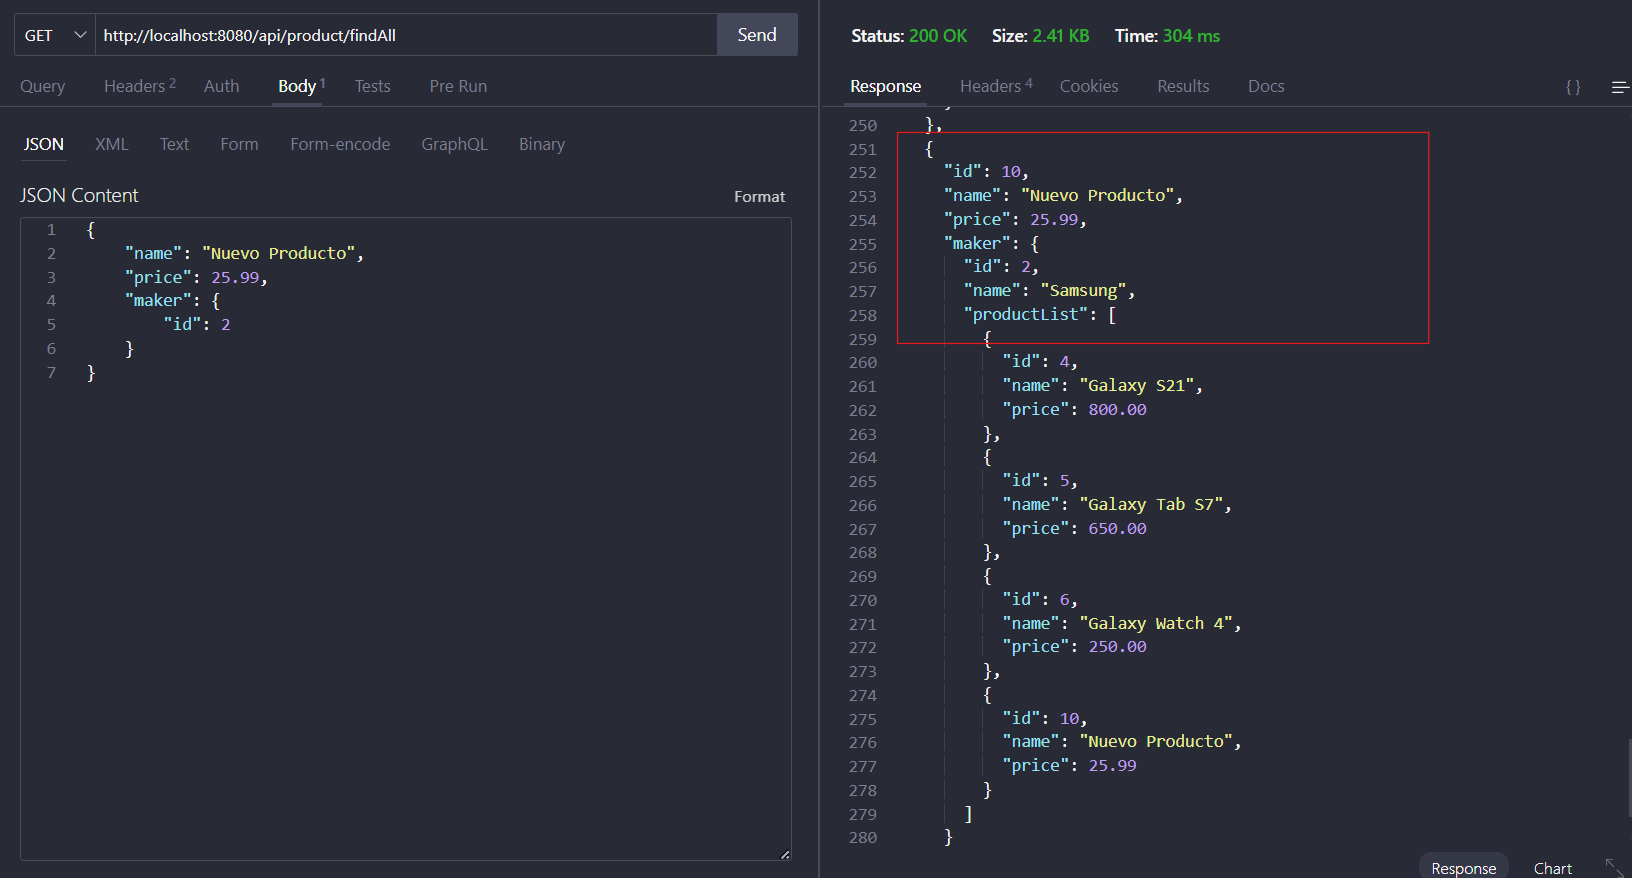 GET
http://localhost:8080/api/product/findAll
Send
Query
Headers 2
Auth
Body 1
Tests
Pre Run
JSON
XML
Text
Form
Form-encode
GraphQL
Binary
JSON Content
Format
1 {
2 "name": "Nuevo Producto",
3 "price": 25.99,
4 "maker": {
5 "id": 2
6 }
7 }
Status: 200 OK
Size: 2.41 KB
Time: 304 ms
Response
Headers 4
Cookies
Results
Docs
{ }
250 },
251 {
252 "id": 10,
253 "name": "Nuevo Producto",
254 "price": 25.99,
255 "maker": {
256 "id": 2,
257 "name": "Samsung",
258 "productList": [
259 {
260 "id": 4,
261 "name": "Galaxy S21",
262 "price": 800.00
263 },
264 {
265 "id": 5,
266 "name": "Galaxy Tab S7",
267 "price": 650.00
268 },
269 {
270 "id": 6,
271 "name": "Galaxy Watch 4",
272 "price": 250.00
273 },
274 {
275 "id": 10,
276 "name": "Nuevo Producto",
277 "price": 25.99
278 }
279 ]
280 }
Response
Chart